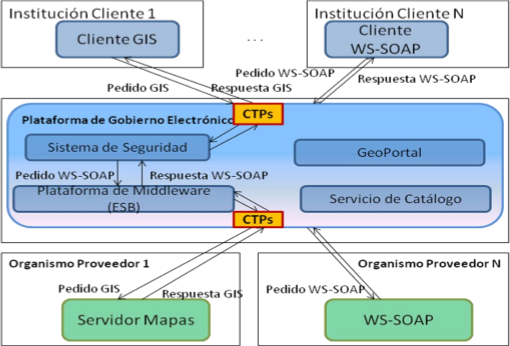 Institución Cliente 1
Institución Cliente N
Cliente GIS
. . .
Cliente
WS-SOAP
Pedido WS-SOAP
Respuesta WS-SOAP
Pedido GIS
Respuesta GIS
Plataforma de Gobierno Electrónico
CTPs
Sistema de Seguridad
GeoPortal
Pedido WS-SOAP
Respuesta WS-SOAP
Plataforma de Middleware
(ESB)
Servicio de Catálogo
CTPs
Organismo Proveedor 1
Organismo Proveedor N
Pedido GIS
Respuesta GIS
Pedido WS-SOAP
Servidor Mapas
WS-SOAP